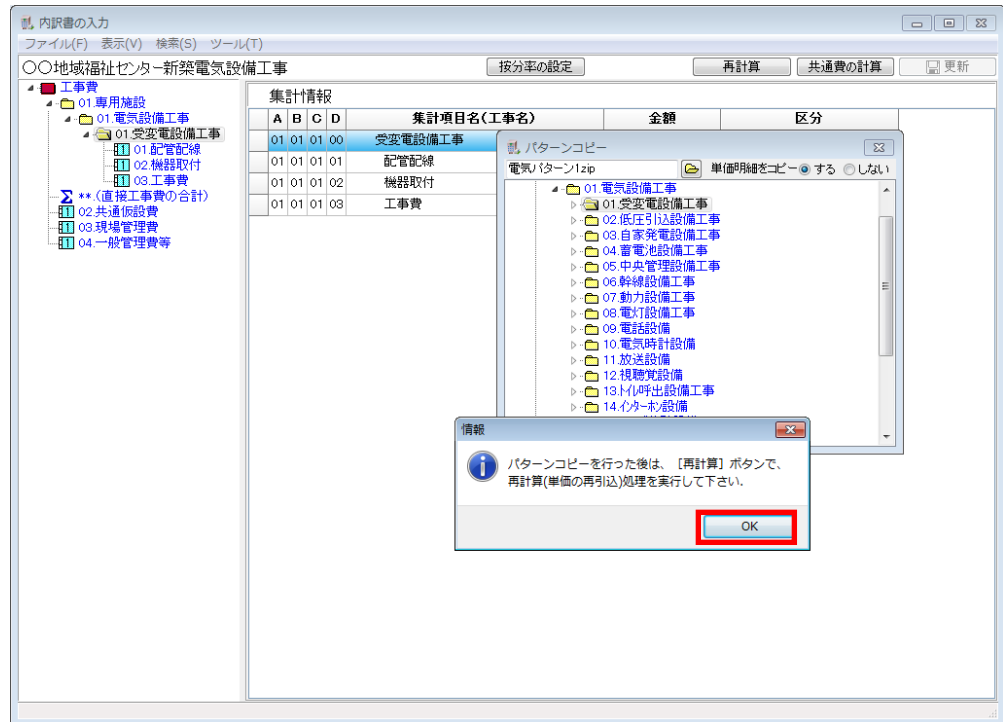 内訳書の入力
ファイル(F) 表示(V) 検索(S) ツール(T)
〇〇地域福祉センター新築電気設備工事 按分率の設定 再計算 共通費の計算 更新
工事費
01.専用施設
01.電気設備工事
01.受変電設備工事
01.配管配線
02.機器取付
03.工事費
**.(直接工事費の合計)
02.共通仮設費
03.現場管理費
04.一般管理費等
集計情報
A B C D 集計項目名(工事名) 金額 区分
01 01 01 00 受変電設備工事
01 01 01 01 配管配線
01 01 01 02 機器取付
01 01 01 03 工事費
パターンコピー
電気パターン1zip 単価明細をコピー する しない
01.電気設備工事
01.受変電設備工事
02.低圧引込設備工事
03.自家発電設備工事
04.蓄電池設備工事
05.中央管理設備工事
06.幹線設備工事
07.動力設備工事
08.電灯設備工事
09.電話設備
10.電気時計設備
11.放送設備
12.視聴覚設備
13.トイレ呼出設備工事
14.インターホン設備
情報
パターンコピーを行った後は、[再計算]ボタンで、
再計算(単価の再引込)処理を実行して下さい.
OK